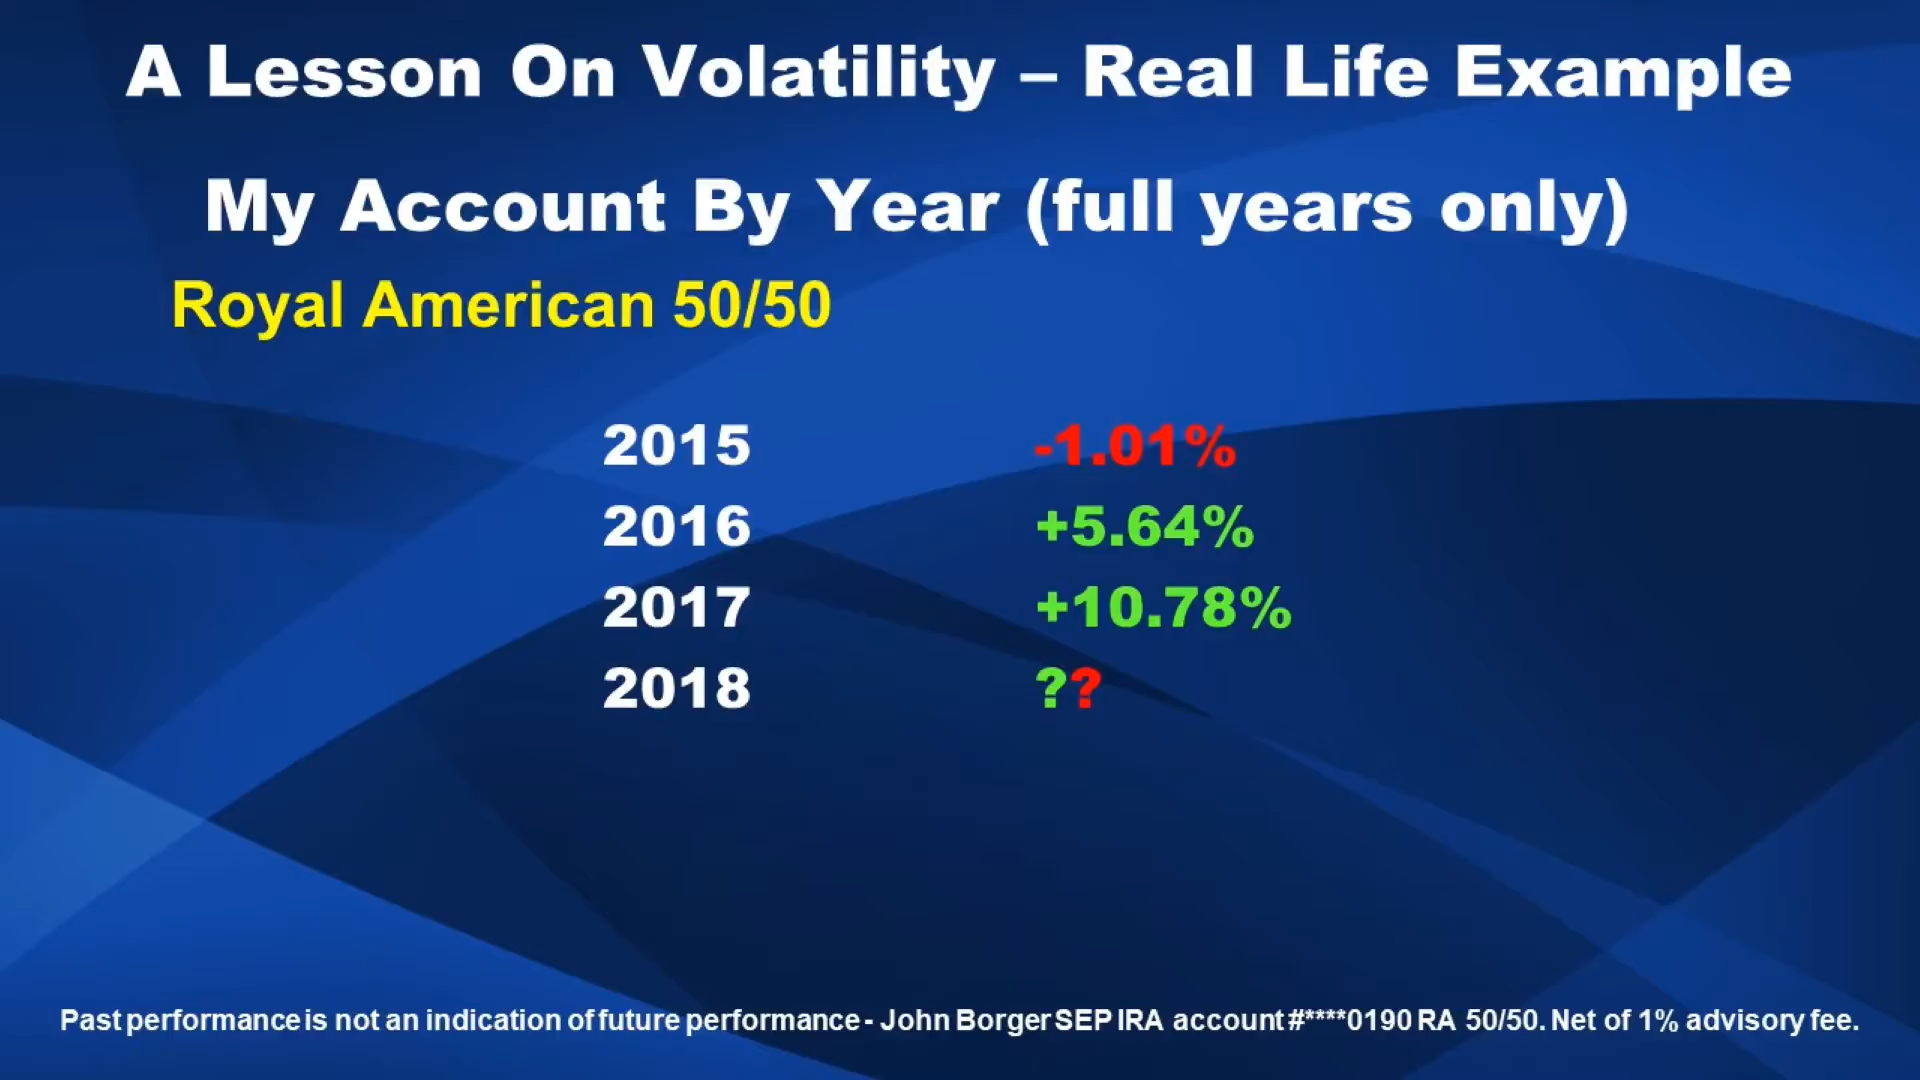 A Lesson On Volatility – Real Life Example
My Account By Year (full years only)
Royal American 50/50
2015 -1.01%
2016 +5.64%
2017 +10.78%
2018 ??
Past performance is not an indication of future performance - John Borger SEP IRA account #****0190 RA 50/50. Net of 1% advisory fee.